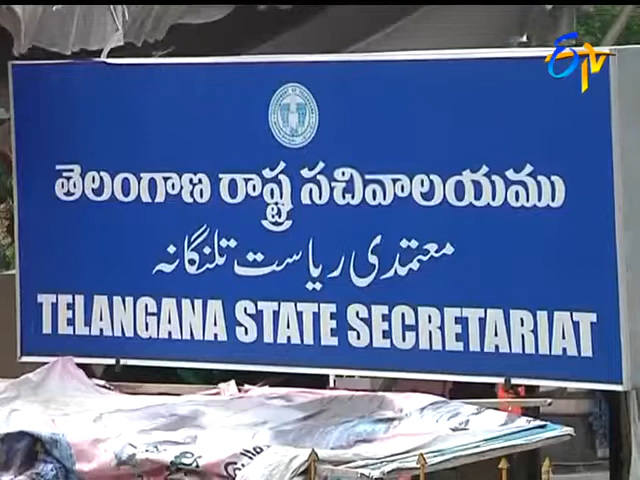 తెలంగాణ రాష్ట్ర సచివాలయము
معتمدی ریاست تلنگانہ
TELANGANA STATE SECRETARIAT
ETV